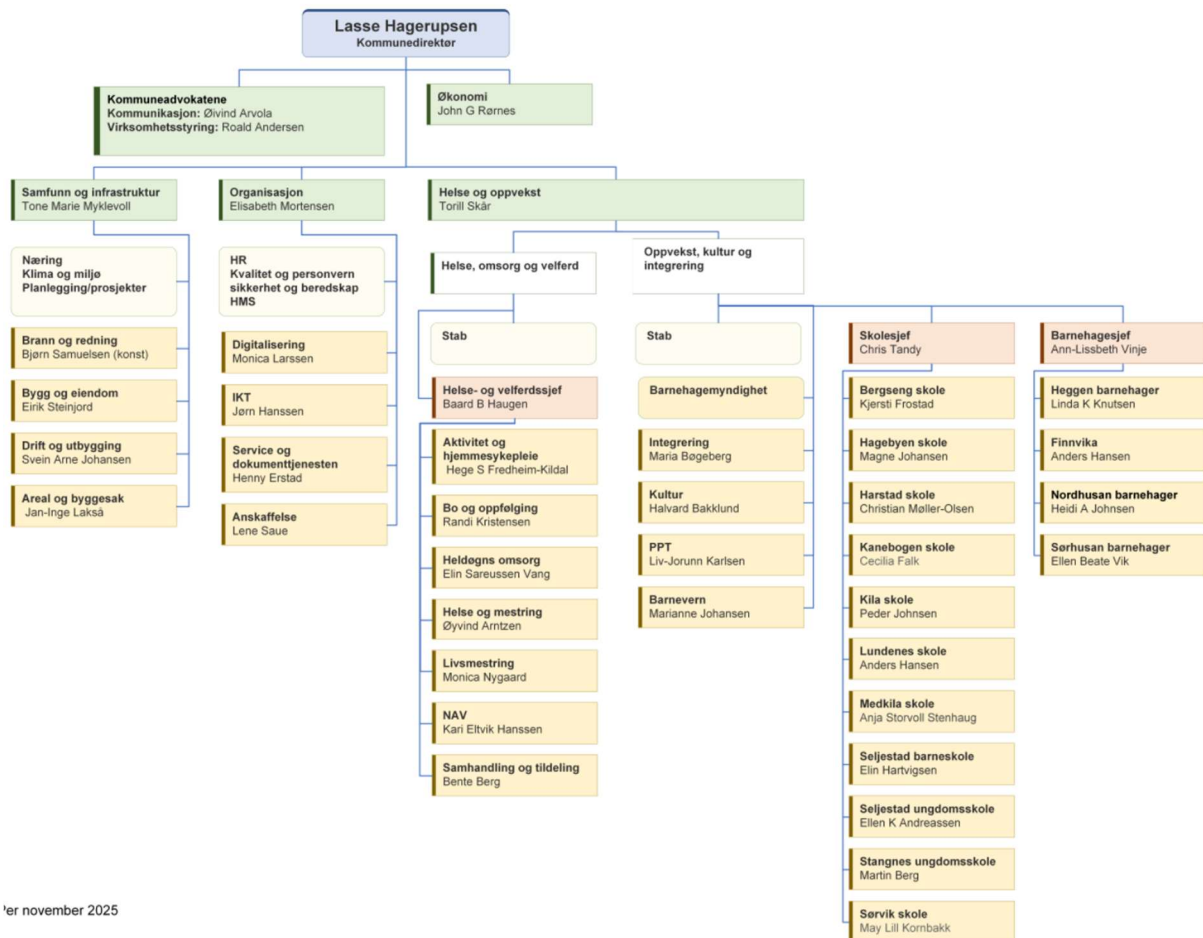 Lasse Hagerupsen
Kommunedirektør
Kommuneadvokatene
Kommunikasjon: Øivind Arvola
Virksomhetsstyring: Roald Andersen
Økonomi
John G Rørnes
Samfunn og infrastruktur
Tone Marie Myklevoll
Organisasjon
Elisabeth Mortensen
Helse og oppvekst
Torill Skår
Næring
Klima og miljø
Planlegging/prosjekter
Brann og redning
Bjørn Samuelsen (konst)
Bygg og eiendom
Eirik Steinjord
Drift og utbygging
Svein Arne Johansen
Areal og byggesak
Jan-Inge Lakså
HR
Kvalitet og personvern
sikkerhet og beredskap
HMS
Digitalisering
Monica Larssen
IKT
Jørn Hanssen
Service og
dokumenttjenesten
Henny Erstad
Anskaffelse
Lene Saue
Helse, omsorg og velferd
Stab
Helse- og velferdssjef
Baard B Haugen
Aktivitet og
hjemmesykepleie
Hege S Fredheim-Kildal
Bo og oppfølging
Randi Kristensen
Heldøgns omsorg
Elin Sareussen Vang
Helse og mestring
Øyvind Arntzen
Livsmestring
Monica Nygaard
NAV
Kari Eltvik Hanssen
Samhandling og tildeling
Bente Berg
Oppvekst, kultur og
integrering
Stab
Barnehagemyndighet
Integrering
Maria Bøgeberg
Kultur
Halvard Bakklund
PPT
Liv-Jorunn Karlsen
Barnevern
Marianne Johansen
Skolesjef
Chris Tandy
Bergseng skole
Kjersti Frostad
Hagebyen skole
Magne Johansen
Harstad skole
Christian Møller-Olsen
Kanebogen skole
Cecilia Falk
Kila skole
Peder Johnsen
Lundenes skole
Anders Hansen
Medkila skole
Anja Storvoll Stenhaug
Seljestad barneskole
Elin Hartvigsen
Seljestad ungdomsskole
Ellen K Andreassen
Stangnes ungdomsskole
Martin Berg
Sørvik skole
May Lill Kornbakk
Barnehagesjef
Ann-Lissbeth Vinje
Heggen barnehager
Linda K Knutsen
Finnvika
Anders Hansen
Nordhusan barnehager
Heidi A Johnsen
Sørhusan barnehager
Ellen Beate Vik
Per november 2025